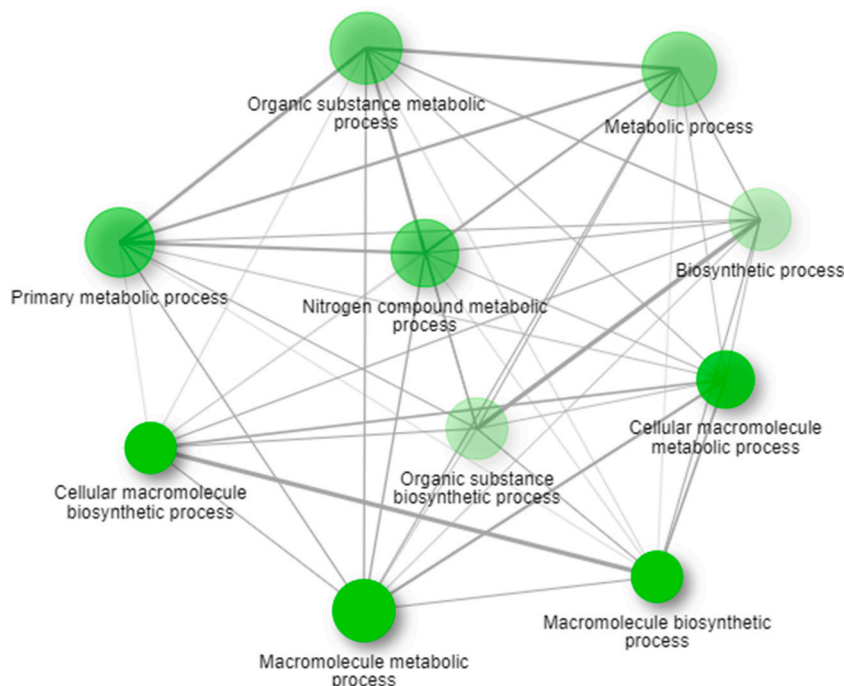 Organic substance metabolic
process
Metabolic process
Biosynthetic process
Primary metabolic process
Nitrogen compound metabolic
process
Cellular macromolecule
metabolic process
Organic substance
biosynthetic process
Cellular macromolecule
biosynthetic process
Macromolecule biosynthetic
process
Macromolecule metabolic
process